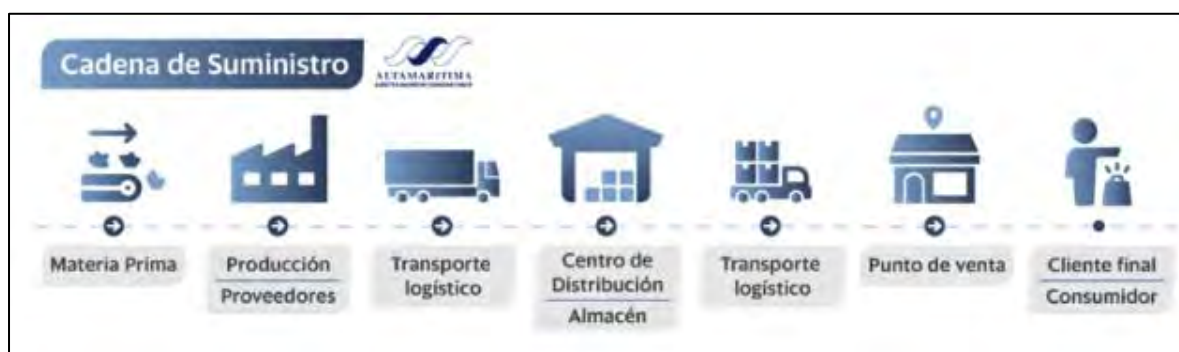 Cadena de Suministro
ALTAMARITIMA
Materia Prima
Producción
Proveedores
Transporte
logístico
Centro de
Distribución
Almacén
Transporte
logístico
Punto de venta
Cliente final
Consumidor